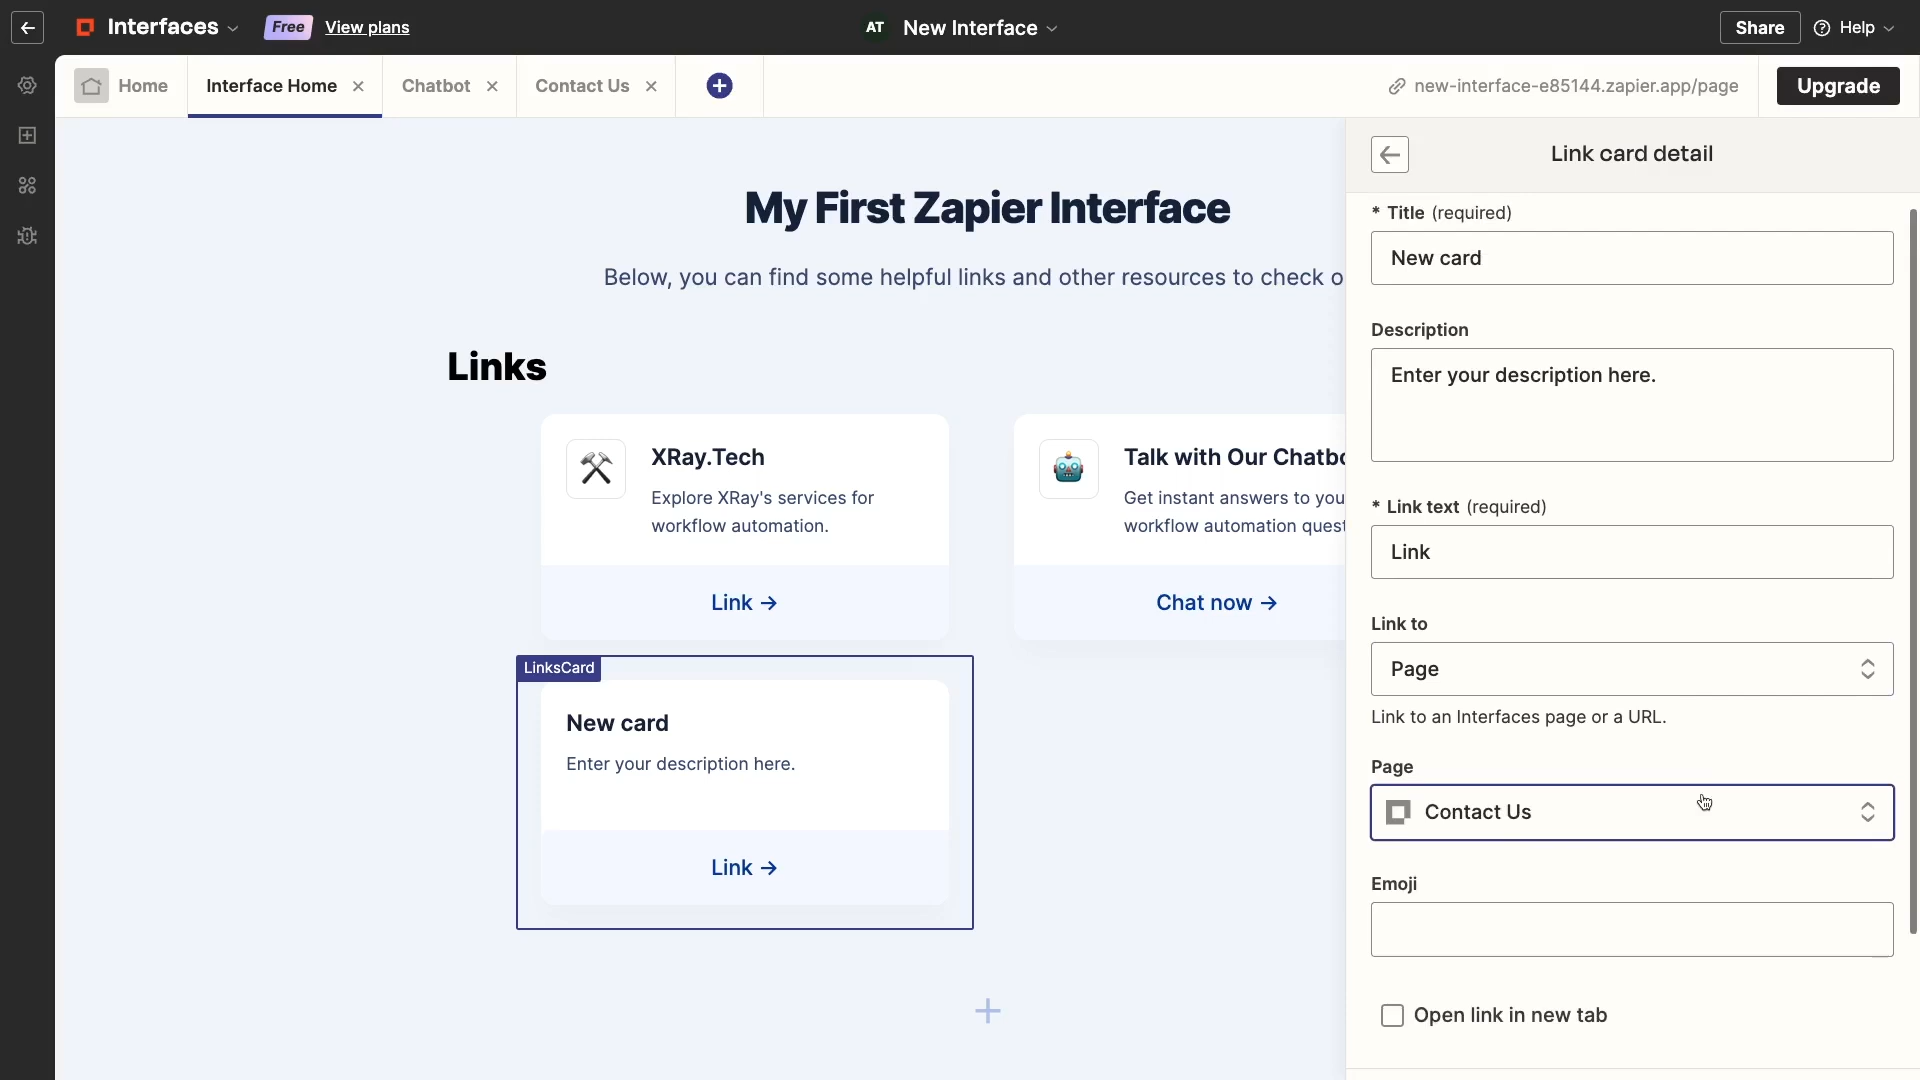 Interfaces
Free
View plans
AT
New Interface
Share
Help
Home
Interface Home
Chatbot
Contact Us
new-interface-e85144.zapier.app/page
Upgrade
My First Zapier Interface
Below, you can find some helpful links and other resources to check o
Links
XRay.Tech
Explore XRay's services for
workflow automation.
Link →
Talk with Our Chatbo
Get instant answers to you
workflow automation quest
Chat now →
LinksCard
New card
Enter your description here.
Link →
Link card detail
* Title (required)
New card
Description
Enter your description here.
* Link text (required)
Link
Link to
Page
Link to an Interfaces page or a URL.
Page
Contact Us
Emoji
Open link in new tab